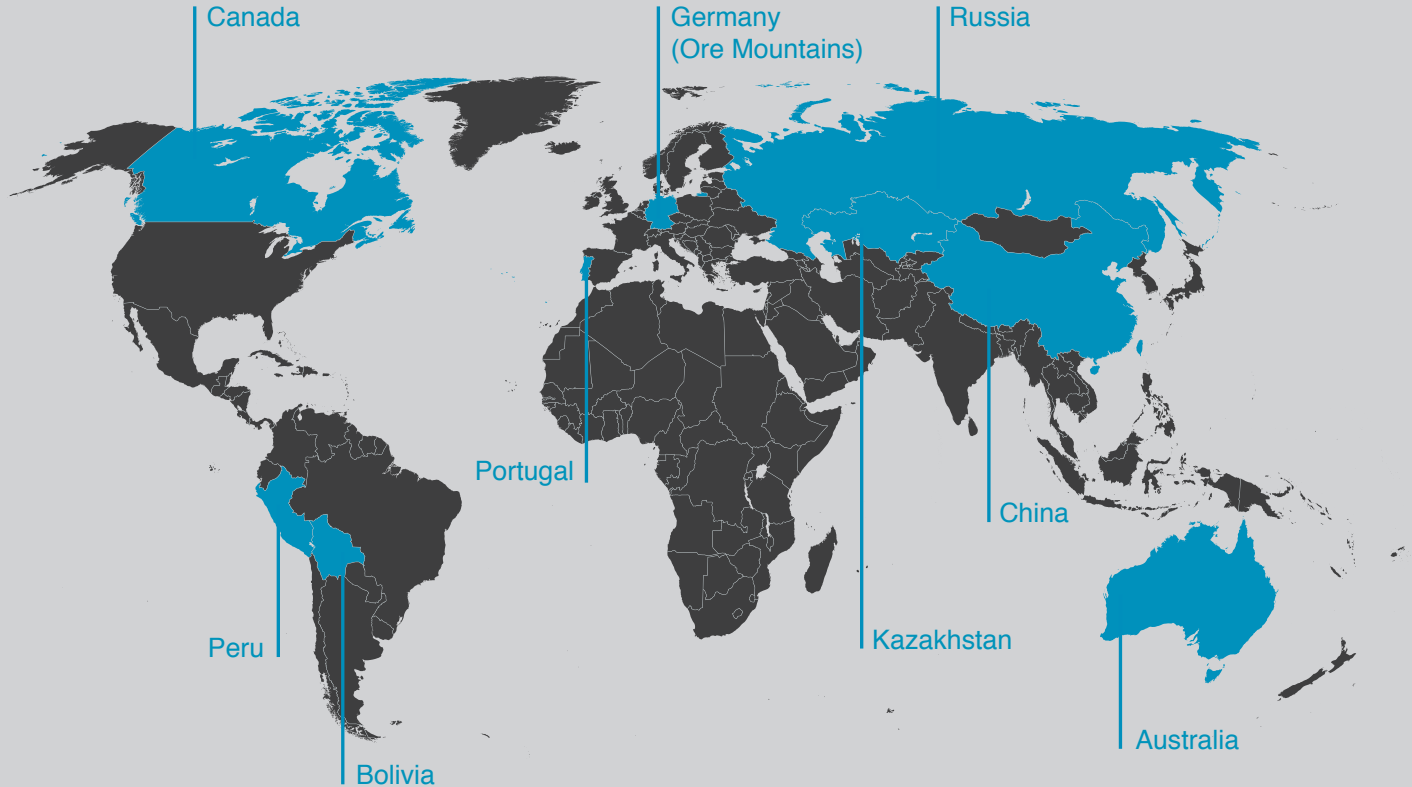 Canada
Germany
(Ore Mountains)
Russia
Portugal
China
Peru
Kazakhstan
Australia
Bolivia